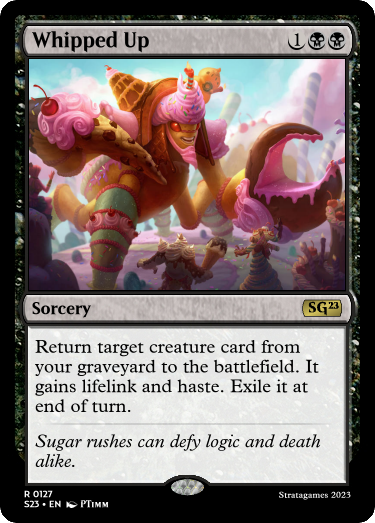 Whipped Up 1
Sorcery SG23
Return target creature card from
your graveyard to the battlefield. It
gains lifelink and haste. Exile it at
end of turn.
Sugar rushes can defy logic and death
alike.
R 0127
S23 • EN PTimm
Stratagames 2023